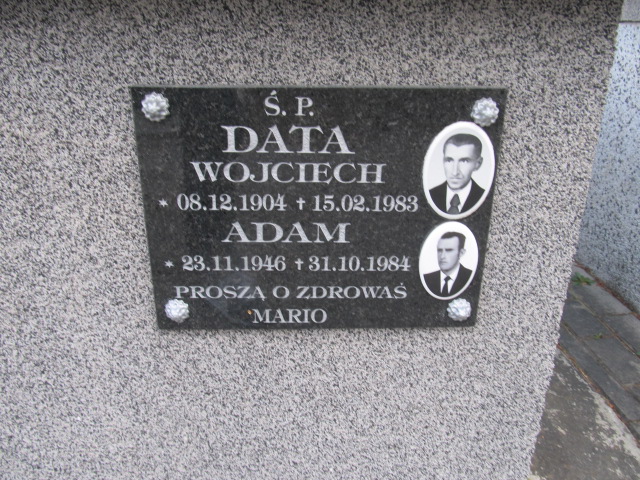 Ś. P.
DATA
WOJCIECH
* 08.12.1904 † 15.02.1983
ADAM
* 23.11.1946 † 31.10.1984
PROSZĄ O ZDROWAŚ
MARIO